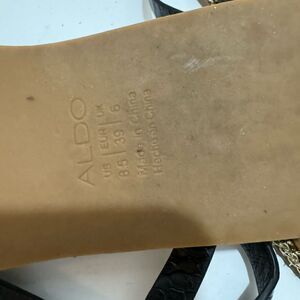 ALDO
US | EUR | UK
8.5 | 39 | 6
Made in China
Hecho en China